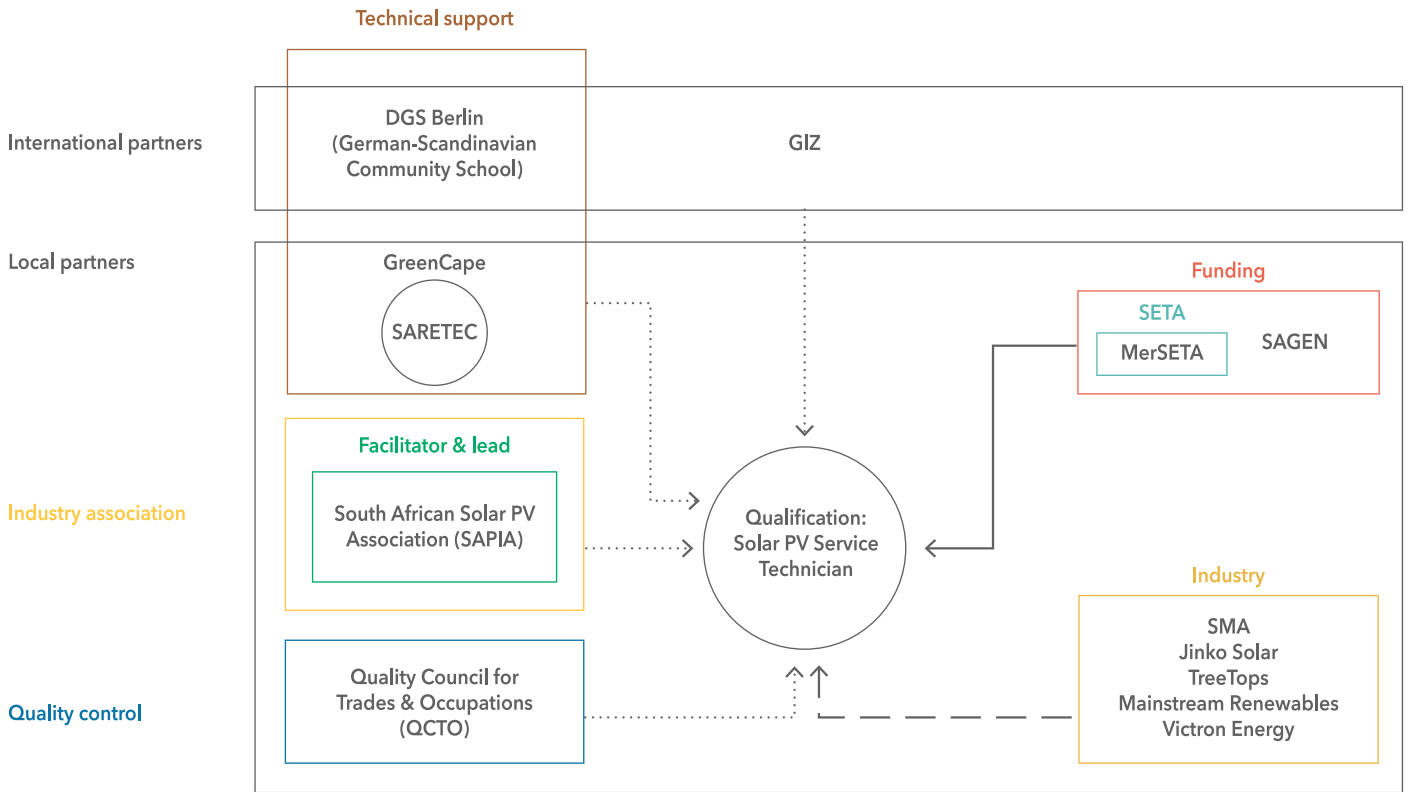 Technical support
International partners
DGS Berlin
(German-Scandinavian
Community School)
GIZ
Local partners
GreenCape
SARETEC
Funding
SETA
MerSETA
SAGEN
Industry association
Facilitator & lead
South African Solar PV
Association (SAPIA)
Qualification:
Solar PV Service
Technician
Quality control
Quality Council for
Trades & Occupations
(QCTO)
Industry
SMA
Jinko Solar
TreeTops
Mainstream Renewables
Victron Energy